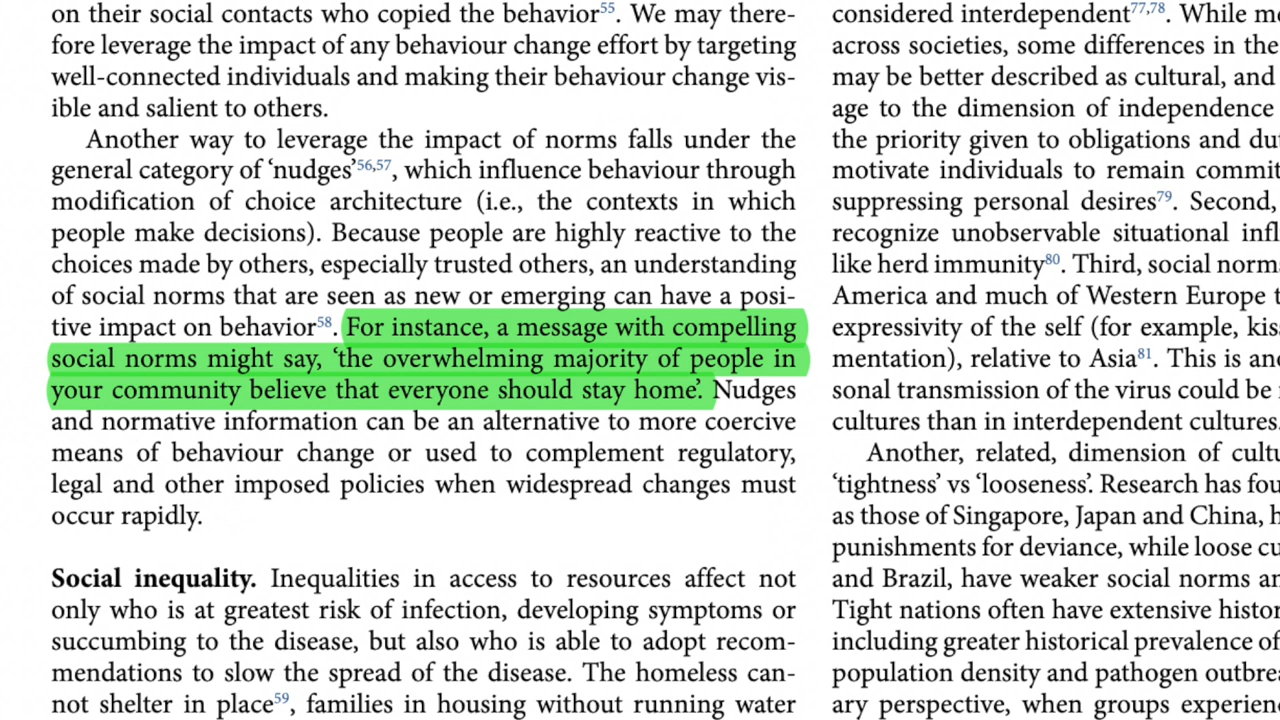 on their social contacts who copied the behavior55. We may there-
fore leverage the impact of any behaviour change effort by targeting
well-connected individuals and making their behaviour change vis-
ible and salient to others.
Another way to leverage the impact of norms falls under the
general category of ‘nudges’56,57, which influence behaviour through
modification of choice architecture (i.e., the contexts in which
people make decisions). Because people are highly reactive to the
choices made by others, especially trusted others, an understanding
of social norms that are seen as new or emerging can have a posi-
tive impact on behavior58. For instance, a message with compelling
social norms might say, ‘the overwhelming majority of people in
your community believe that everyone should stay home’. Nudges
and normative information can be an alternative to more coercive
means of behaviour change or used to complement regulatory,
legal and other imposed policies when widespread changes must
occur rapidly.
Social inequality. Inequalities in access to resources affect not
only who is at greatest risk of infection, developing symptoms or
succumbing to the disease, but also who is able to adopt recom-
mendations to slow the spread of the disease. The homeless can-
not shelter in place59, families in housing without running water
considered interdependent77,78. While
across societies, some differences in the
may be better described as cultural, and
age to the dimension of independence
the priority given to obligations and
motivate individuals to remain
suppressing personal desires79. Second,
recognize unobservable situational
like herd immunity80. Third, social
America and much of Western Europe
expressivity of the self (for example,
mentation), relative to Asia81. This is
sonal transmission of the virus could be
cultures than in interdependent cultures.
Another, related, dimension of
‘tightness’ vs ‘looseness’. Research has
as those of Singapore, Japan and China,
punishments for deviance, while loose
and Brazil, have weaker social norms
Tight nations often have extensive
including greater historical prevalence of
population density and pathogen
ary perspective, when groups